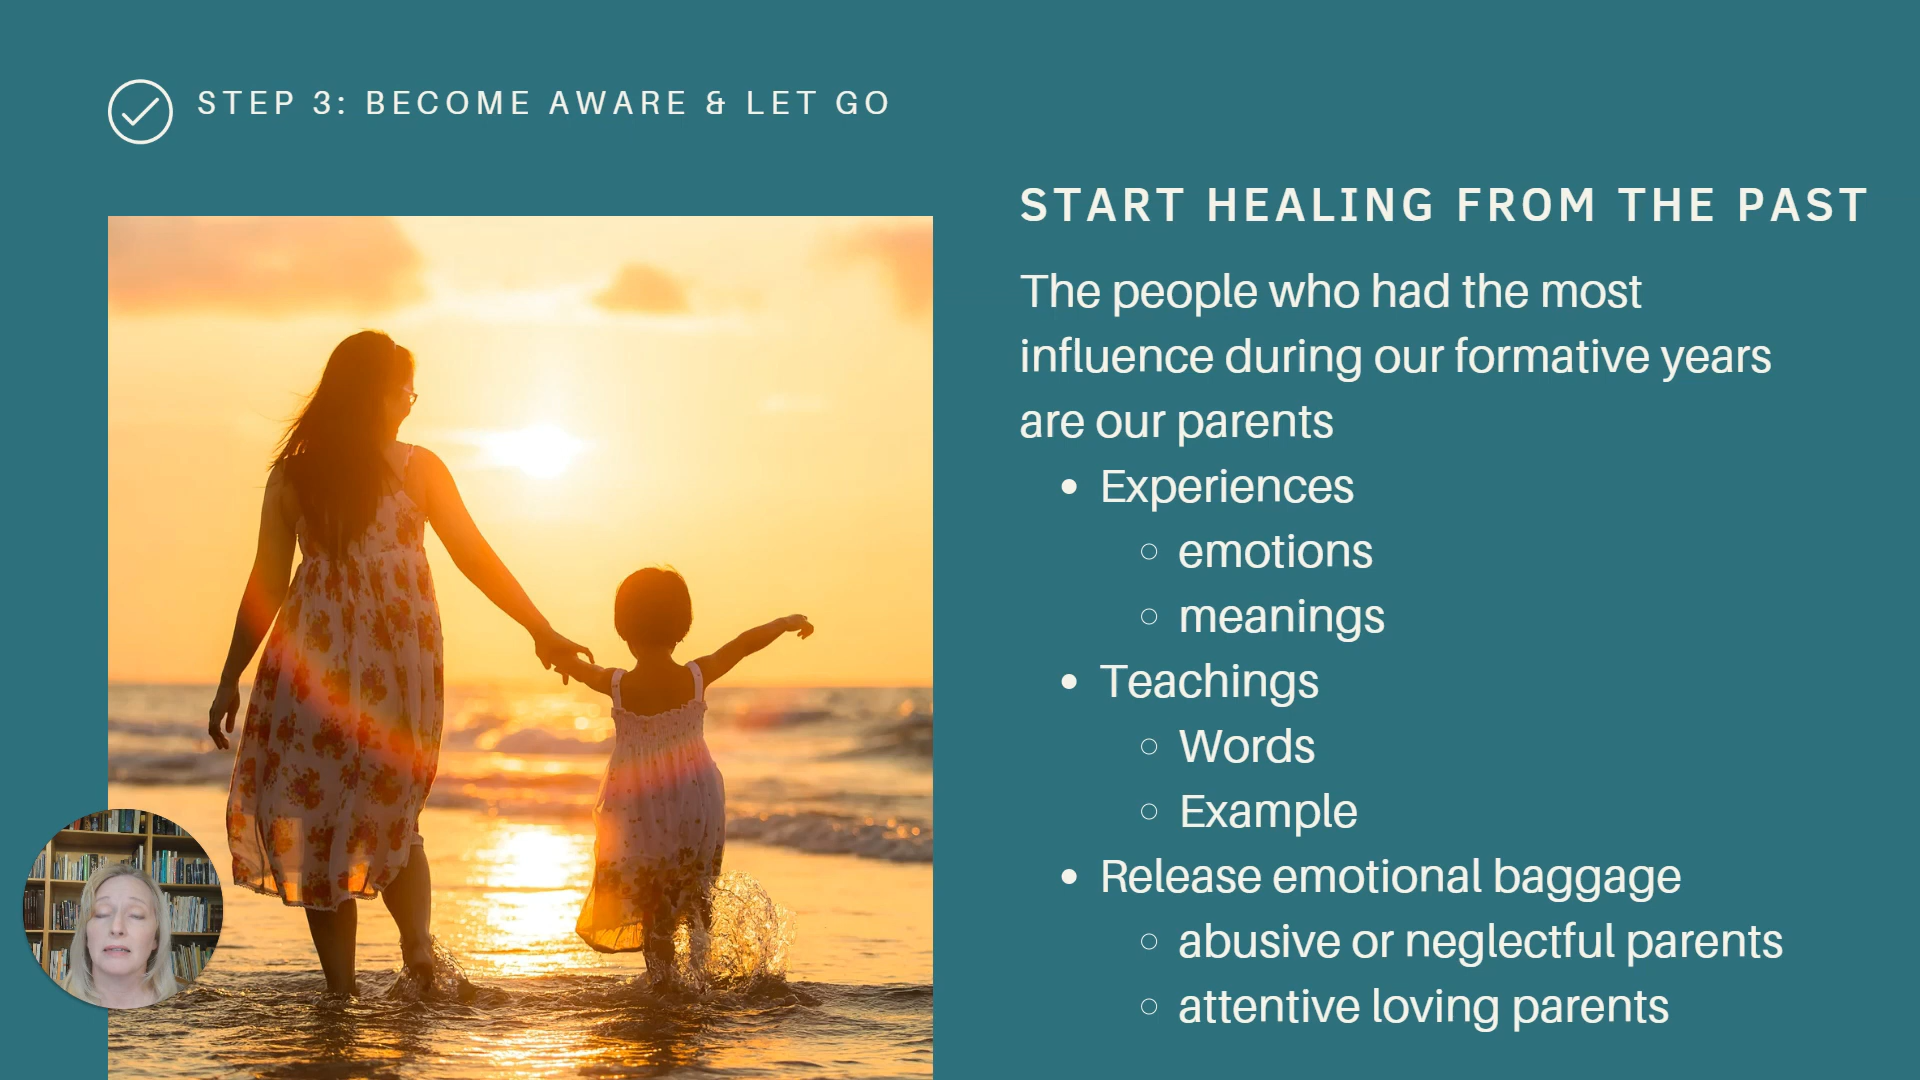 STEP 3: BECOME AWARE & LET GO
START HEALING FROM THE PAST
The people who had the most
influence during our formative years
are our parents
Experiences
emotions
meanings
Teachings
Words
Example
Release emotional baggage
abusive or neglectful parents
attentive loving parents